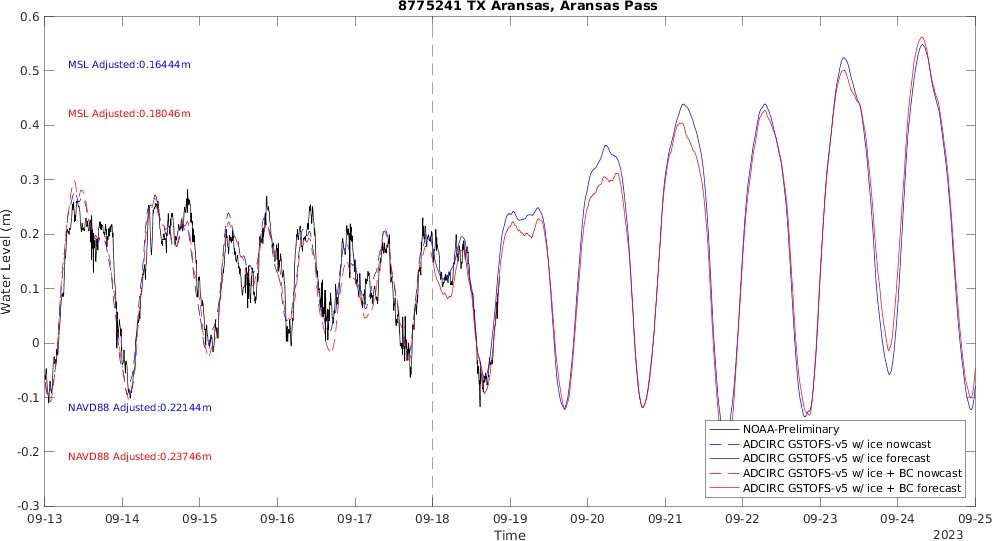 8775241 TX Aransas, Aransas Pass
0.6
0.5
0.4
0.3
0.2
0.1
0
-0.1
-0.2
-0.3
Water Level (m)
MSL Adjusted:0.16444m
MSL Adjusted:0.18046m
NAVD88 Adjusted:0.22144m
NAVD88 Adjusted:0.23746m
NOAA-Preliminary
ADCIRC GSTOFS-v5 w/ ice nowcast
ADCIRC GSTOFS-v5 w/ ice forecast
ADCIRC GSTOFS-v5 w/ ice + BC nowcast
ADCIRC GSTOFS-v5 w/ ice + BC forecast
09-13 09-14 09-15 09-16 09-17 09-18 09-19 09-20 09-21 09-22 09-23 09-24 09-25
Time
2023